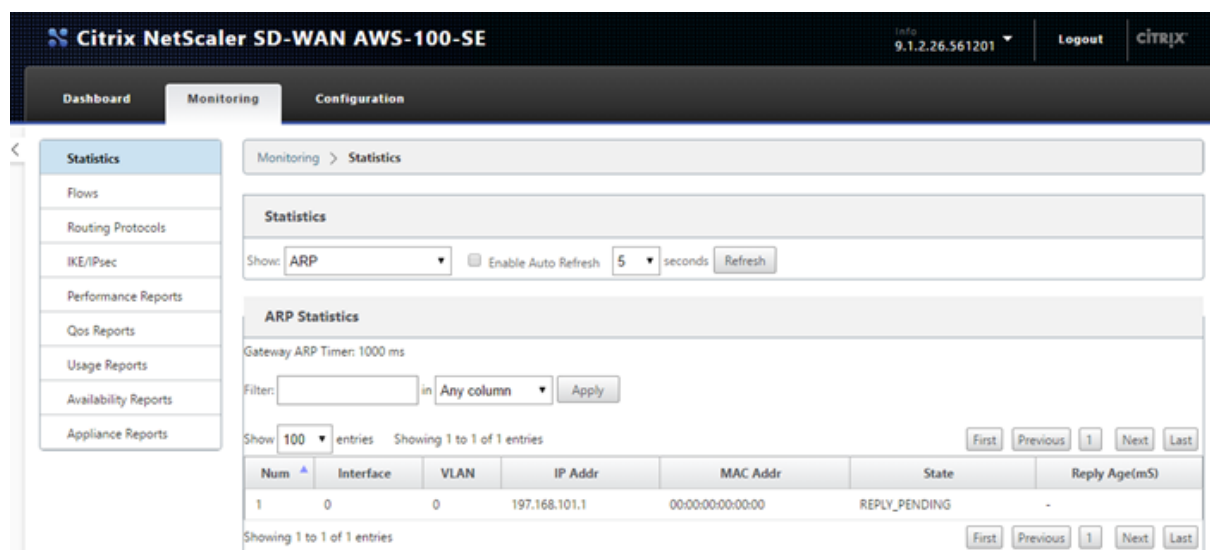 Citrix NetScaler SD-WAN AWS-100-SE
Info
9.1.2.26.561201
Logout
CITRIX
Dashboard
Monitoring
Configuration
Statistics
Flows
Routing Protocols
IKE/IPsec
Performance Reports
Qos Reports
Usage Reports
Availability Reports
Appliance Reports
Monitoring > Statistics
Statistics
Show: ARP Enable Auto Refresh 5 seconds Refresh
ARP Statistics
Gateway ARP Timer: 1000 ms
Filter: in Any column Apply
Show 100 entries Showing 1 to 1 of 1 entries First Previous 1 Next Last
Num Interface VLAN IP Addr MAC Addr State Reply Age(mS)
1 0 0 197.168.101.1 00:00:00:00:00:00 REPLY_PENDING -
Showing 1 to 1 of 1 entries First Previous 1 Next Last